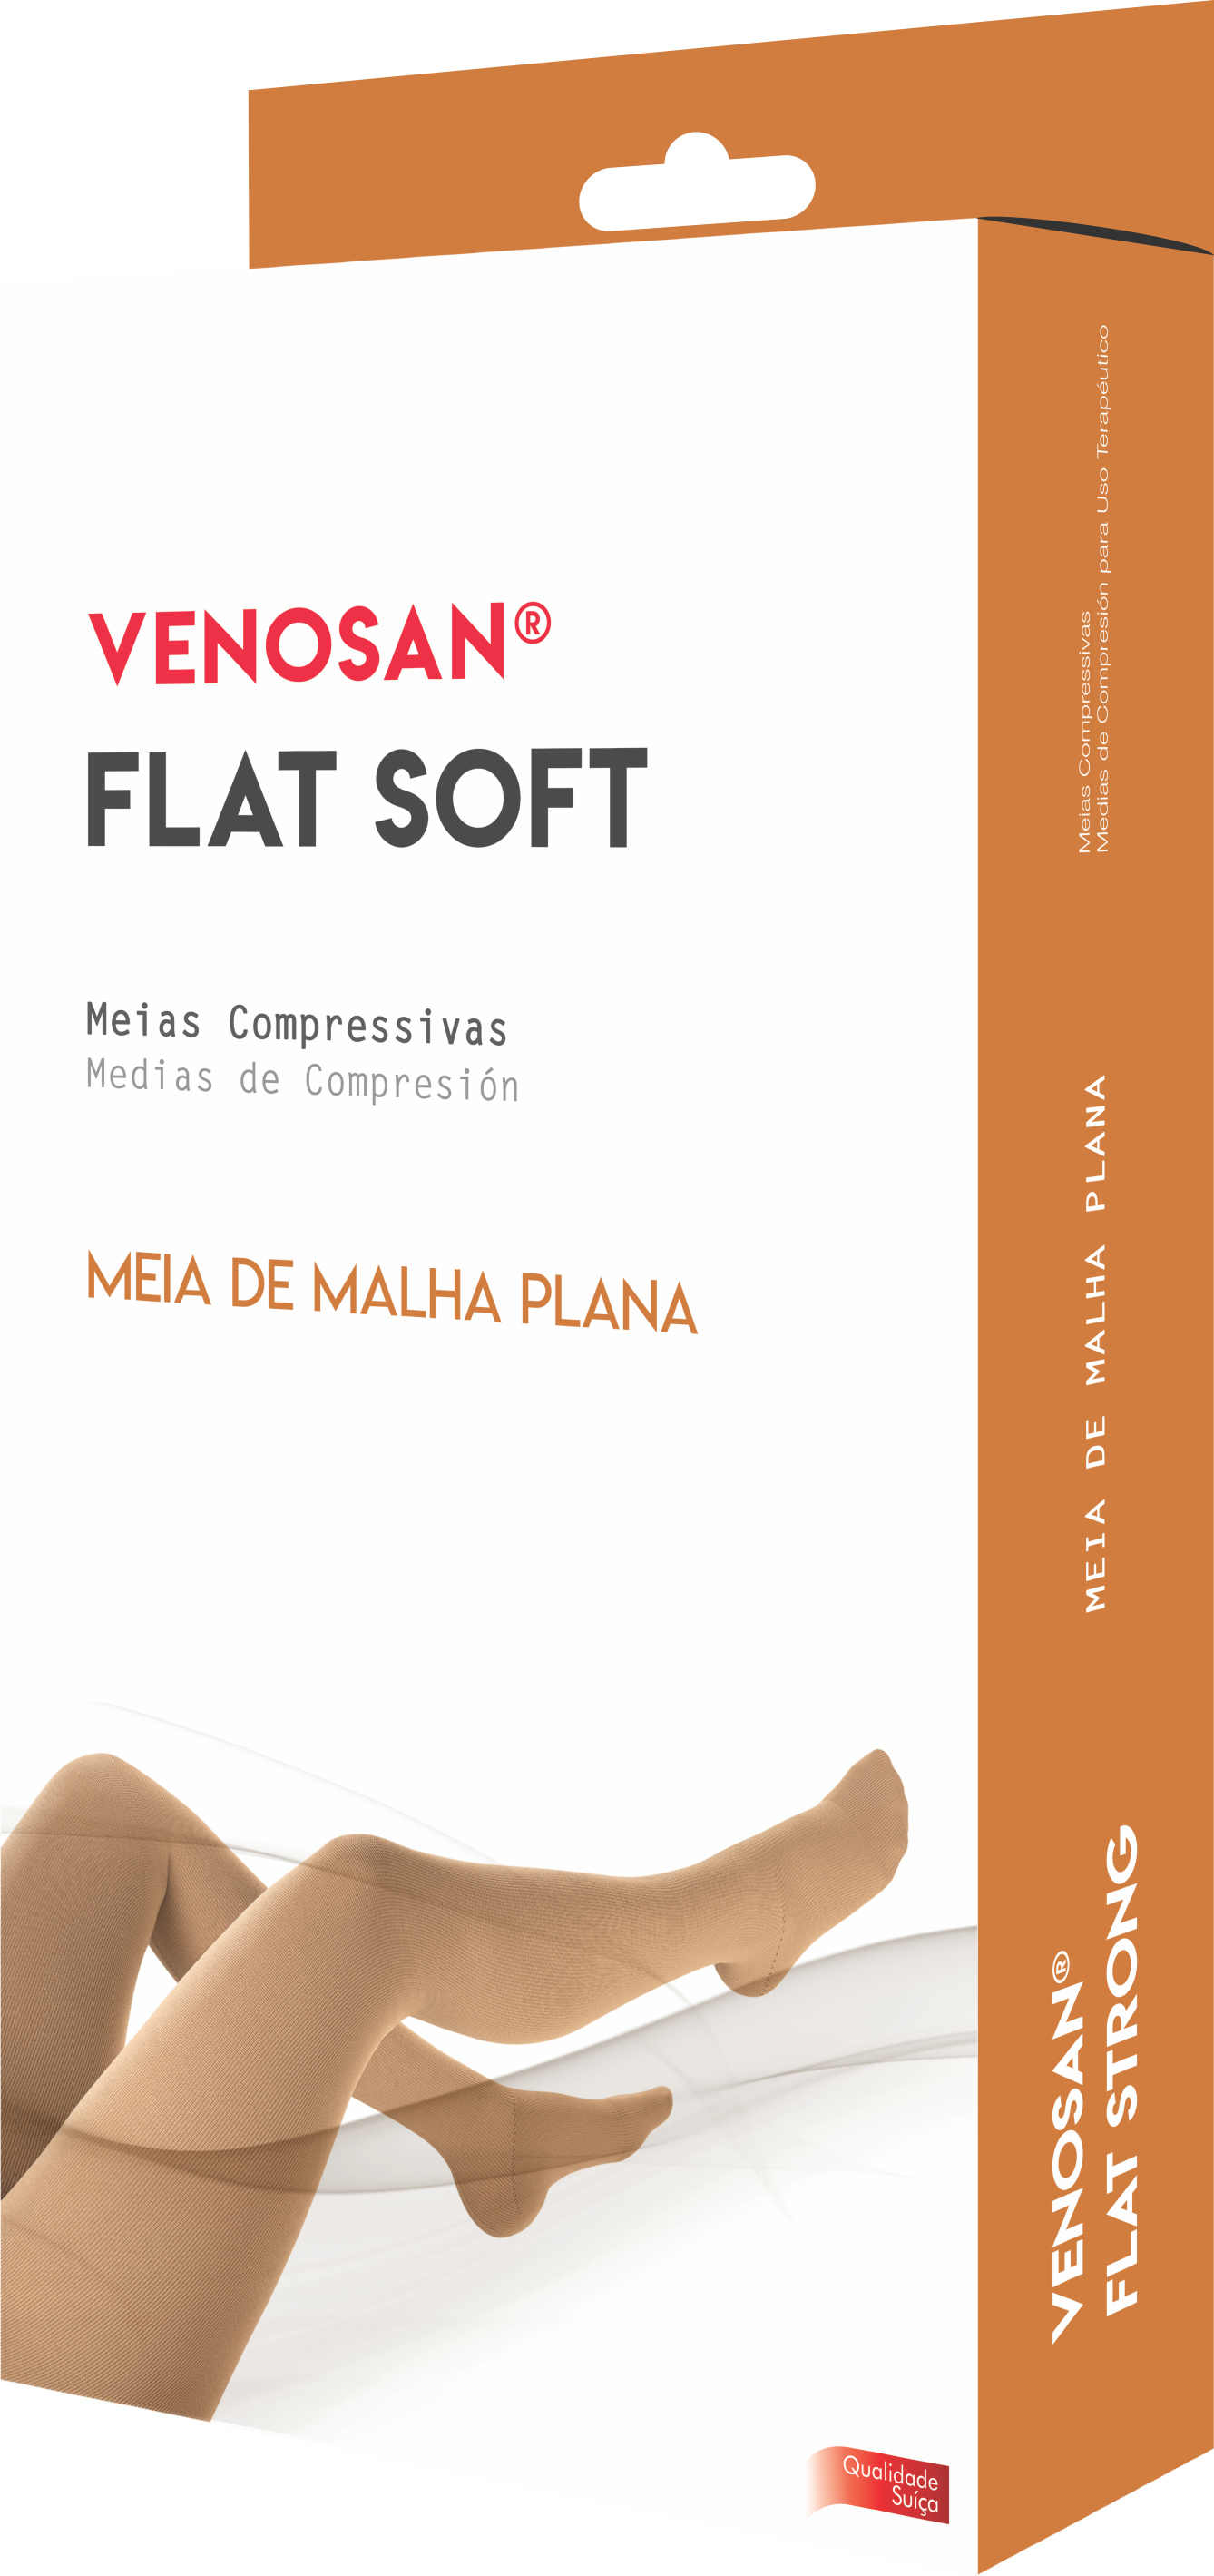 VENOSAN®
FLAT SOFT
Meias Compressivas
Medias de Compresión
MEIA DE MALHA PLANA
Qualidade
Suíça
Meias Compressivas
Medias de Compresión para Uso Terapéutico
MEIA DE MALHA PLANA
VENOSAN®
FLAT STRONG